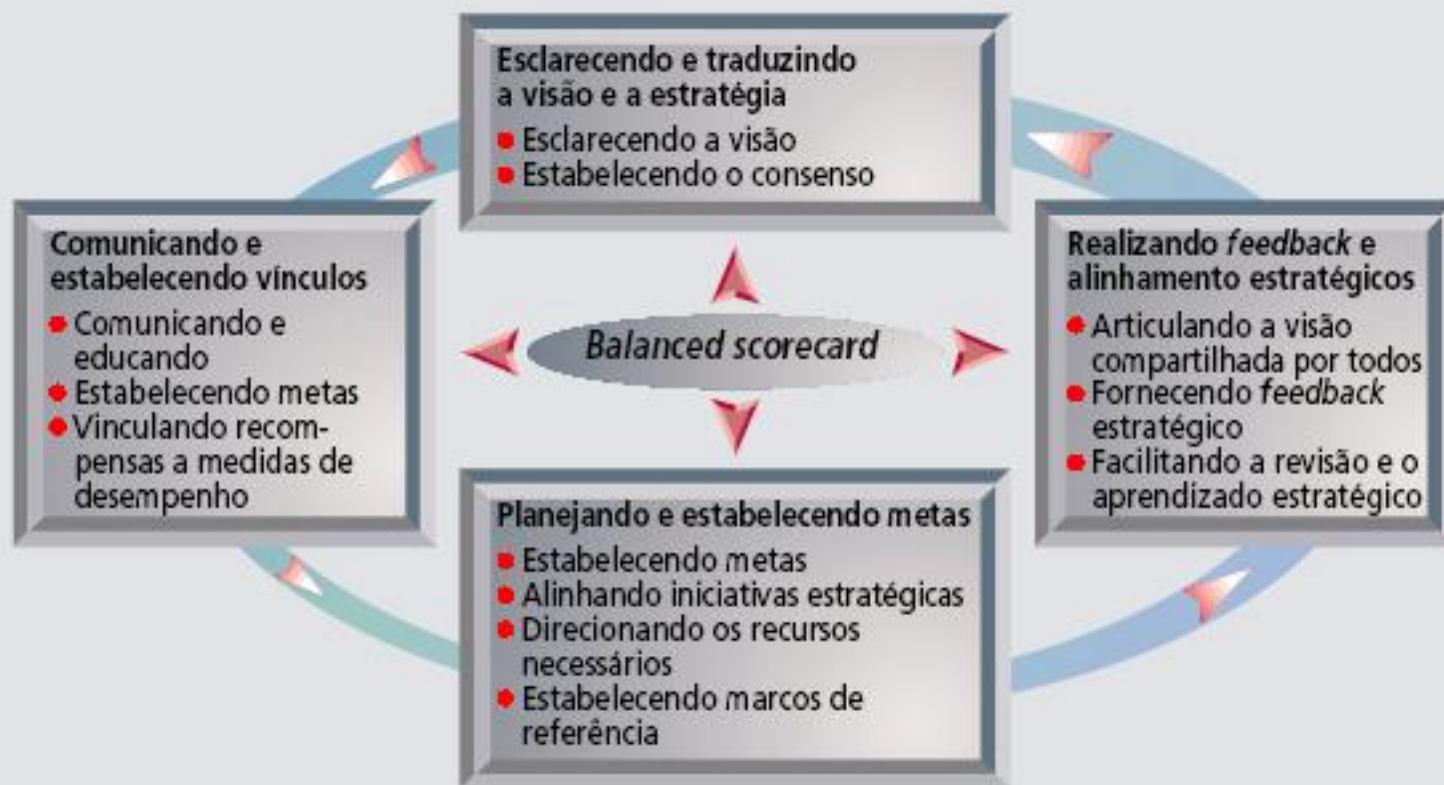 Esclarecendo e traduzindo
a visão e a estratégia
Esclarecendo a visão
Estabelecendo o consenso
Comunicando e
estabelecendo vínculos
Comunicando e
educando
Estabelecendo metas
Vinculando recom-
pensas a medidas de
desempenho
Balanced scorecard
Realizando feedback e
alinhamento estratégicos
Articulando a visão
compartilhada por todos
Fornecendo feedback
estratégico
Facilitando a revisão e o
aprendizado estratégico
Planejando e estabelecendo metas
Estabelecendo metas
Alinhando iniciativas estratégicas
Direcionando os recursos
necessários
Estabelecendo marcos de
referência